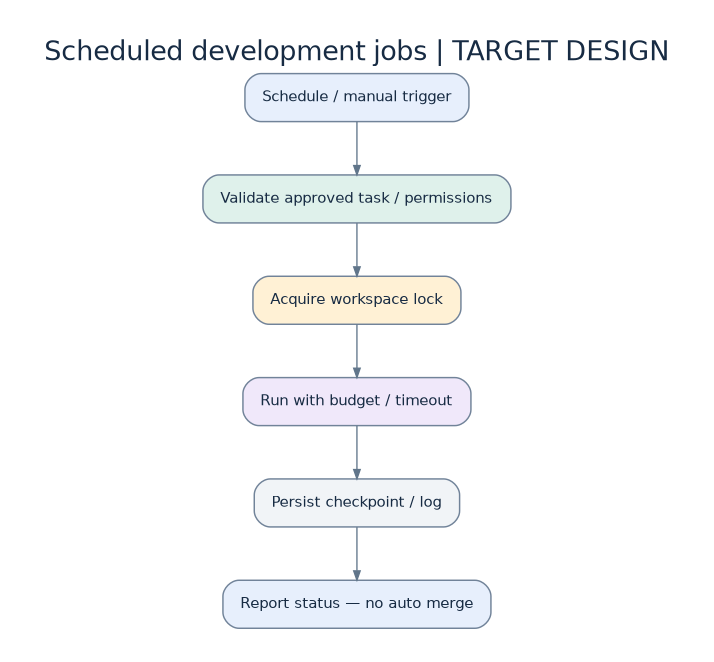 Scheduled development jobs | TARGET DESIGN
Schedule / manual trigger
Validate approved task / permissions
Acquire workspace lock
Run with budget / timeout
Persist checkpoint / log
Report status — no auto merge